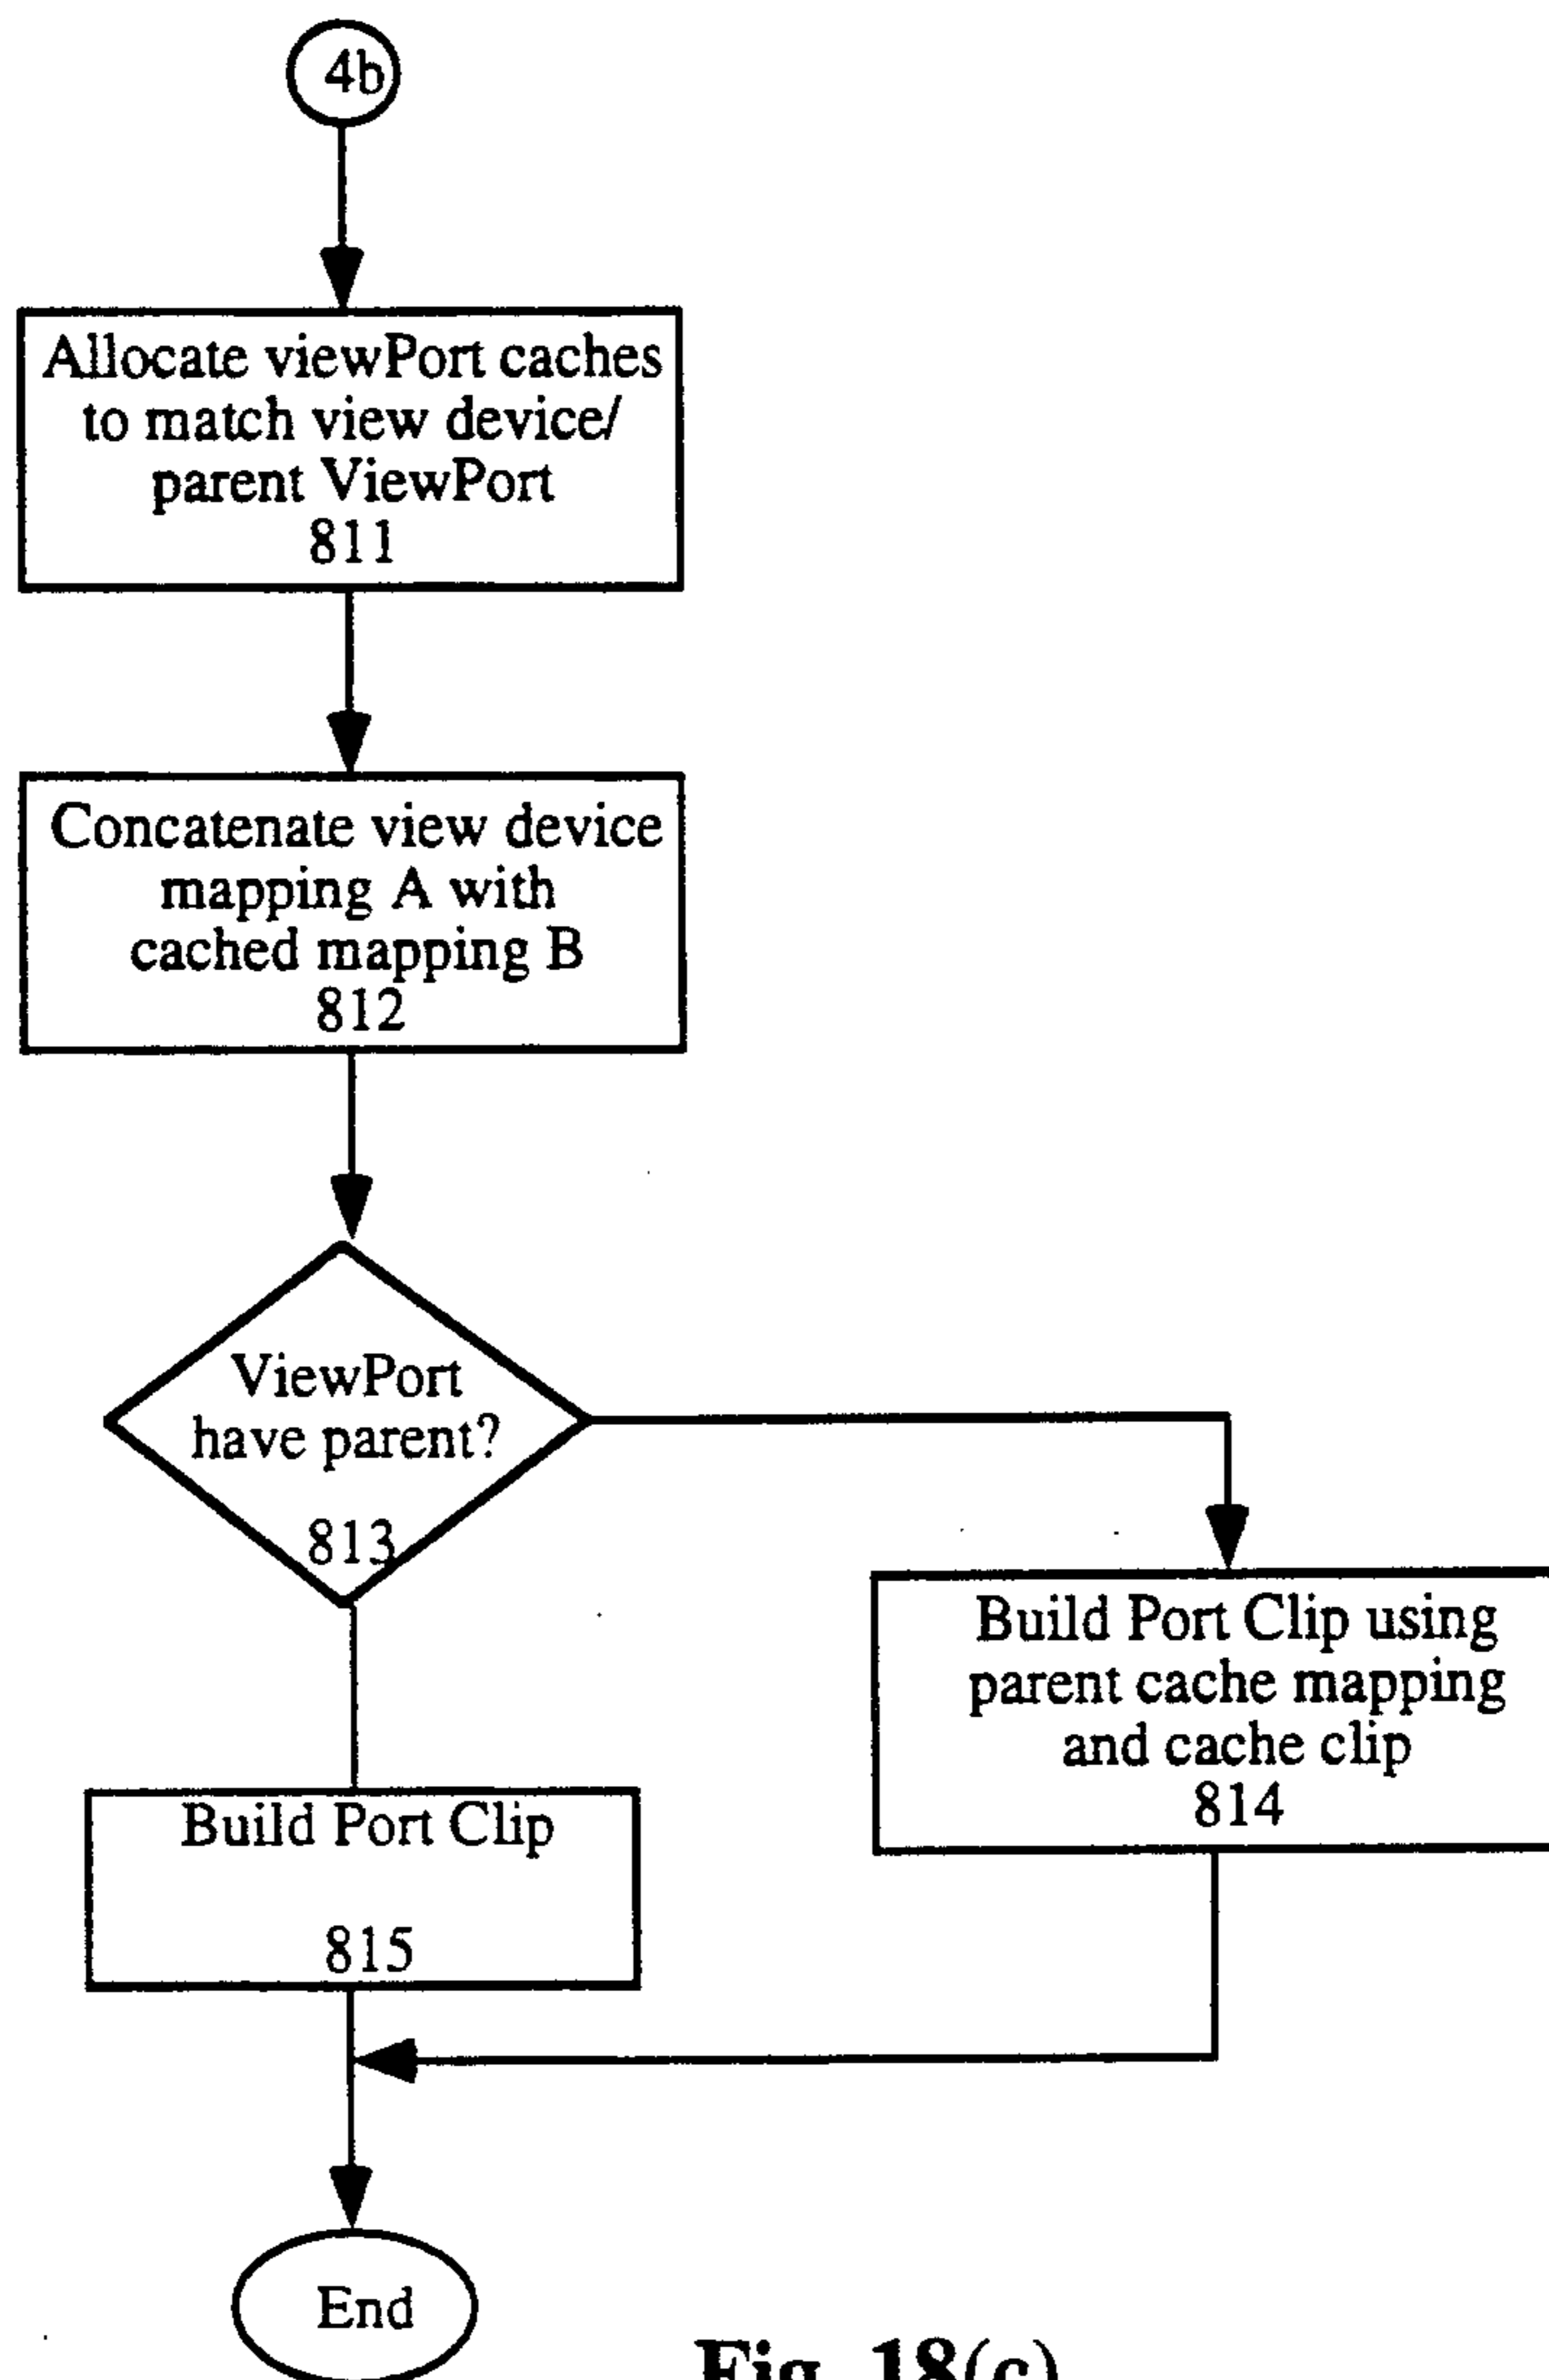 4b
Allocate viewPort caches
to match view device/
parent ViewPort
811
Concatenate view device
mapping A with
cached mapping B
812
ViewPort
have parent?
813
Build Port Clip using
parent cache mapping
and cache clip
814
Build Port Clip
815
End
Fig. 18(c)